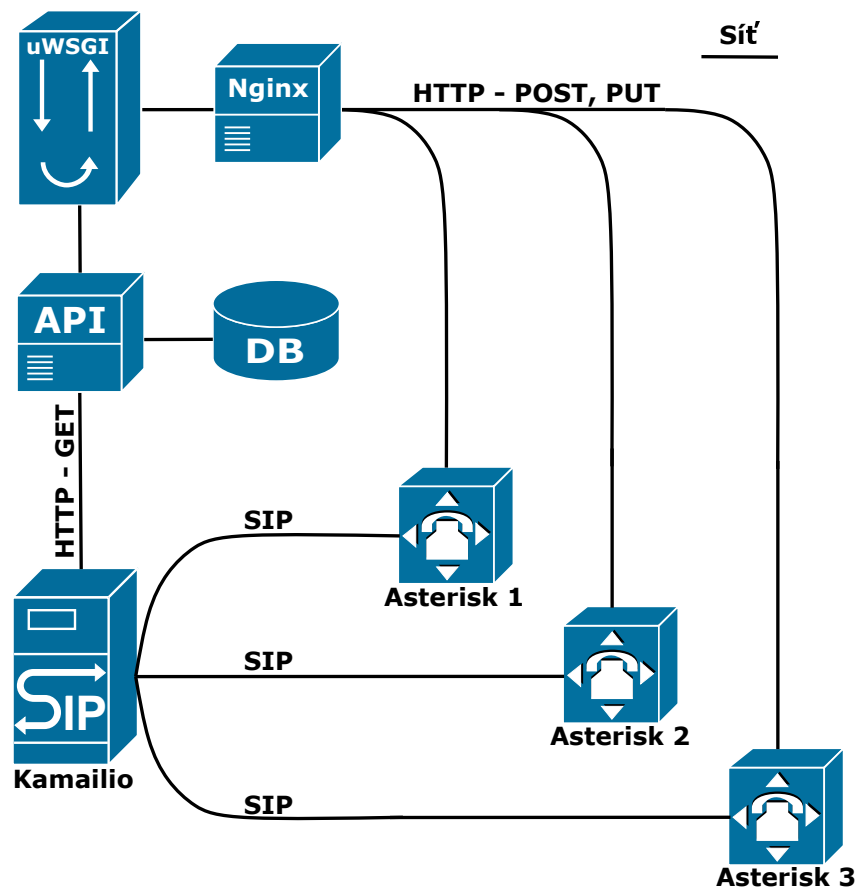 uWSGI
Nginx
HTTP - POST, PUT
Síť
API
DB
HTTP - GET
SIP
Asterisk 1
SIP
Asterisk 2
SIP
Kamailio
SIP
Asterisk 3